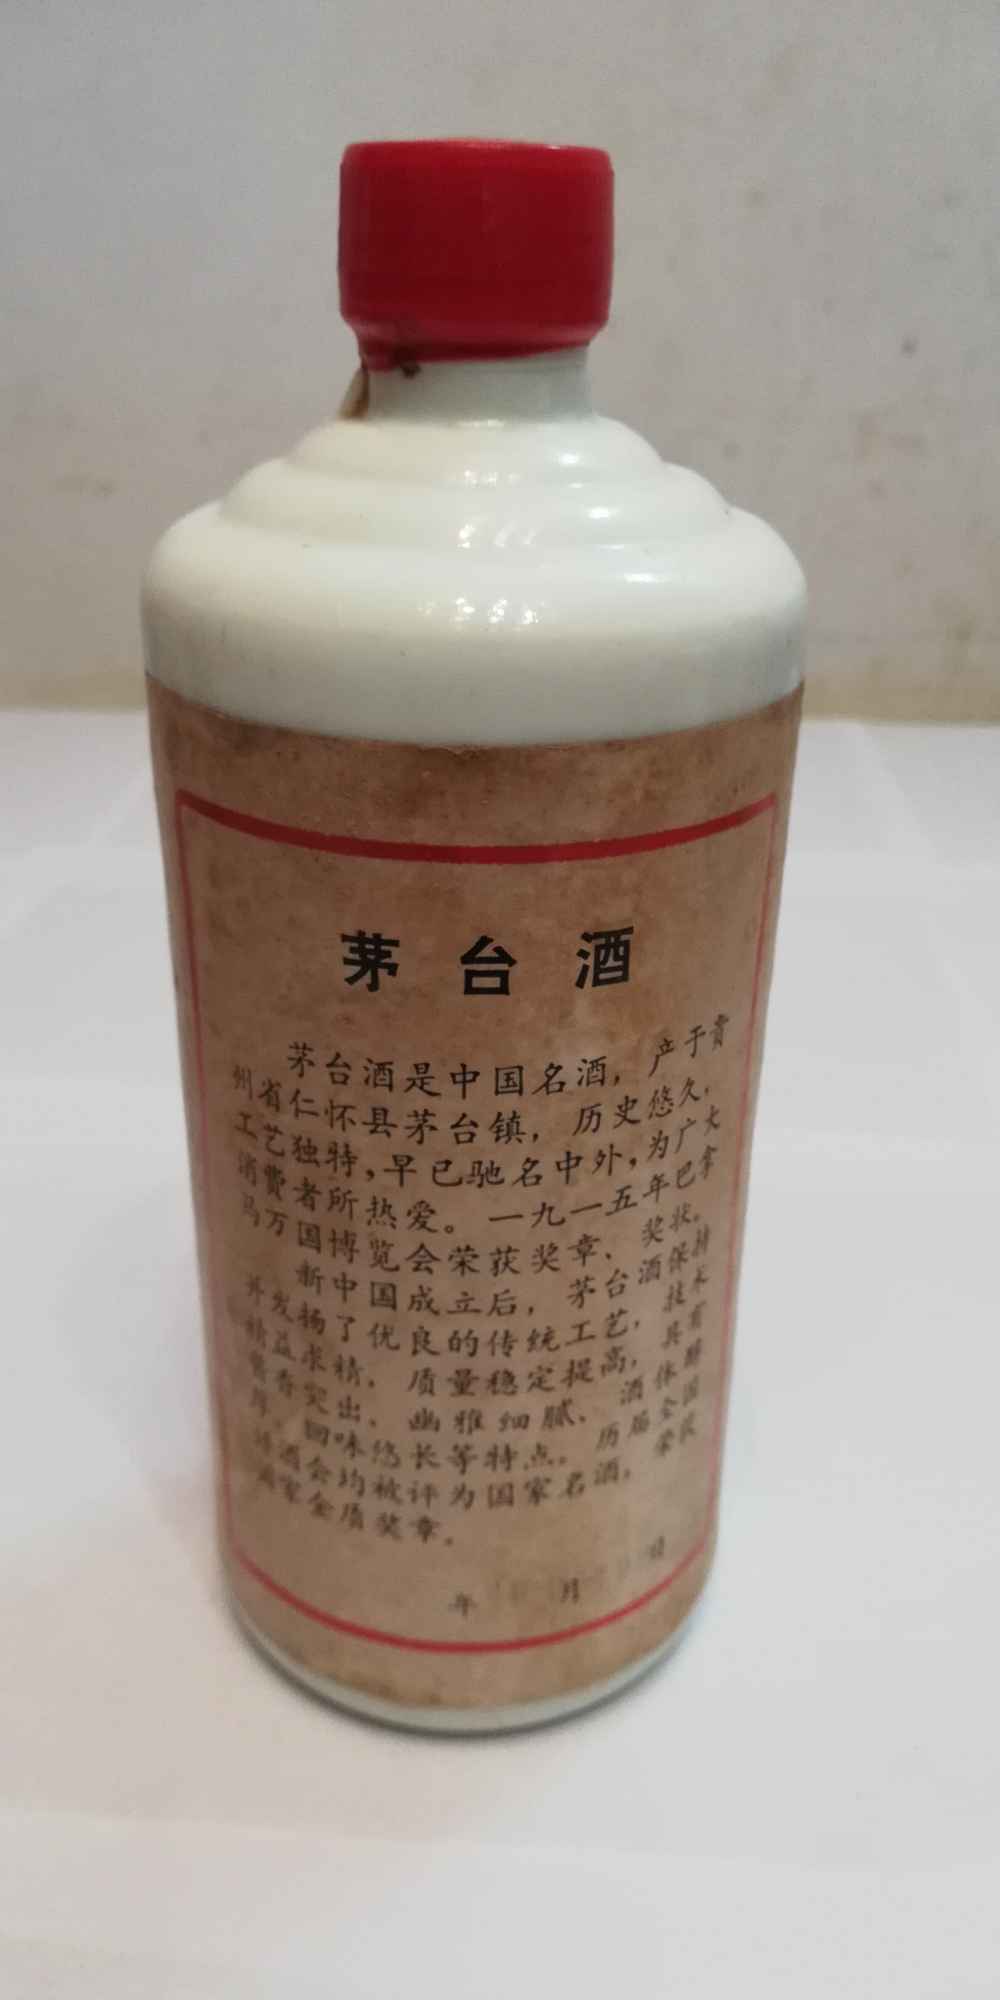 茅台酒
茅台酒是中国名酒，产于贵
州省仁怀县茅台镇，历史悠久，
工艺独特，早已驰名中外，为广大
消费者所热爱。一九一五年巴拿
马万国博览会荣获奖章、奖状。
新中国成立后，茅台酒保持
并发扬了优良的传统工艺，技术
精益求精，质量稳定提高，具有
酱香突出，幽雅细腻，酒体醇
厚，回味悠长等特点。历届全国
评酒会均被评为国家名酒，荣获
国家金质奖章。
年 月 日